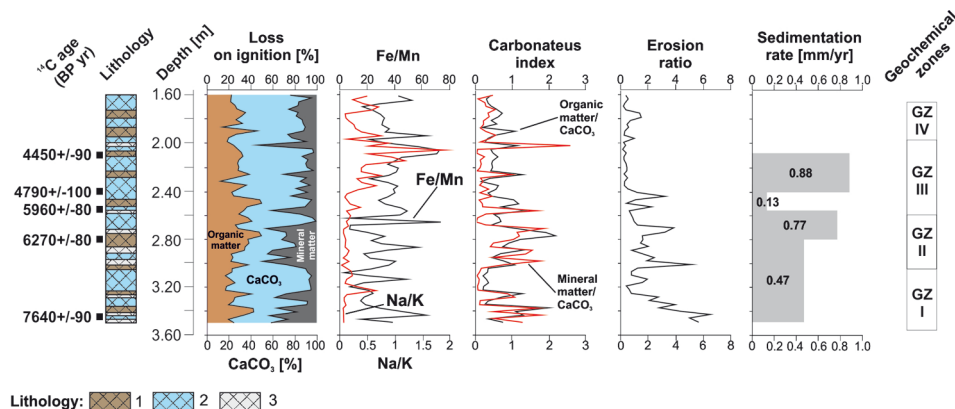 ¹⁴C age
(BP yr)
Lithology
Depth [m]
Loss
on ignition [%]
0 20 40 60 80 100
Fe/Mn
0 20 40 60 80
Carbonateus
index
0 1 2 3
Erosion
ratio
0 2 4 6 8
Sedimentation
rate [mm/yr]
0 0.2 0.4 0.6 0.8 1
Geochemical
zones
1.60
2.00
2.40
2.80
3.20
3.60
4450+/-90
4790+/-100
5960+/-80
6270+/-80
7640+/-90
Organic
matter
CaCO₃
Mineral
matter
Fe/Mn
Na/K
Organic
matter/
CaCO₃
Mineral
matter/
CaCO₃
0.88
0.13
0.77
0.47
GZ
IV
GZ
III
GZ
II
GZ
I
0 20 40 60 80 100
CaCO₃ [%]
0 0.5 1 1.5 2
Na/K
0 1 2 3
0 2 4 6 8
0 0.2 0.4 0.6 0.8 1
Lithology: 1 2 3